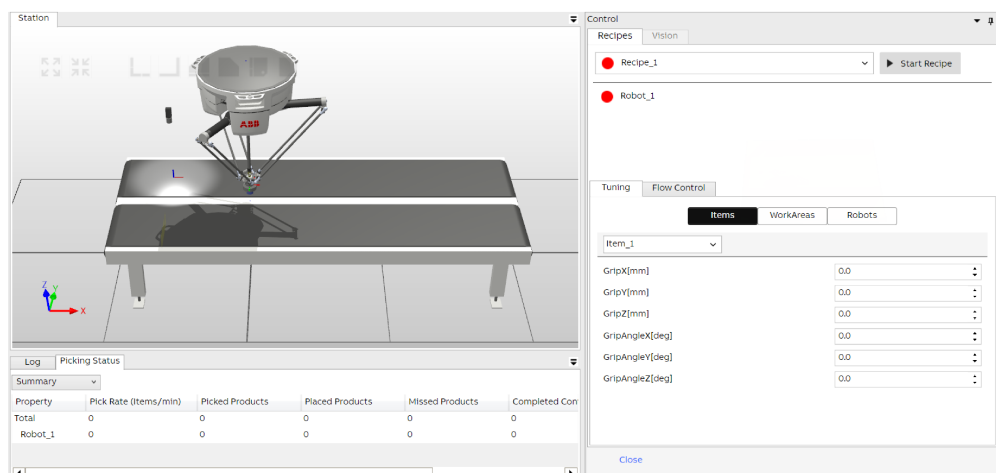 Station
ABB
Z
Y
X
Log
Picking Status
Summary
Property Pick Rate (Items/min) Picked Products Placed Products Missed Products Completed Con
Total 0 0 0 0 0
Robot_1 0 0 0 0 0
Control
Recipes Vision
Recipe_1
Start Recipe
Robot_1
Tuning Flow Control
Items WorkAreas Robots
Item_1
GripX[mm] 0.0
GripY[mm] 0.0
GripZ[mm] 0.0
GripAngleX[deg] 0.0
GripAngleY[deg] 0.0
GripAngleZ[deg] 0.0
Close